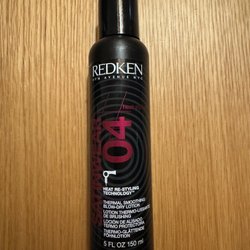 REDKEN
5TH AVENUE NYC
04
HEAT RE-STYLING
TECHNOLOGY
THERMAL SMOOTHING
BLOW-DRY LOTION
LOTION THERMO-LISSANTE
DE BRUSHING
LOCIÓN DE ALISADO
TERMO PROTECTORA
THERMO-GLÄTTENDE
FÖHNLOTION
5 FL OZ 150 ml